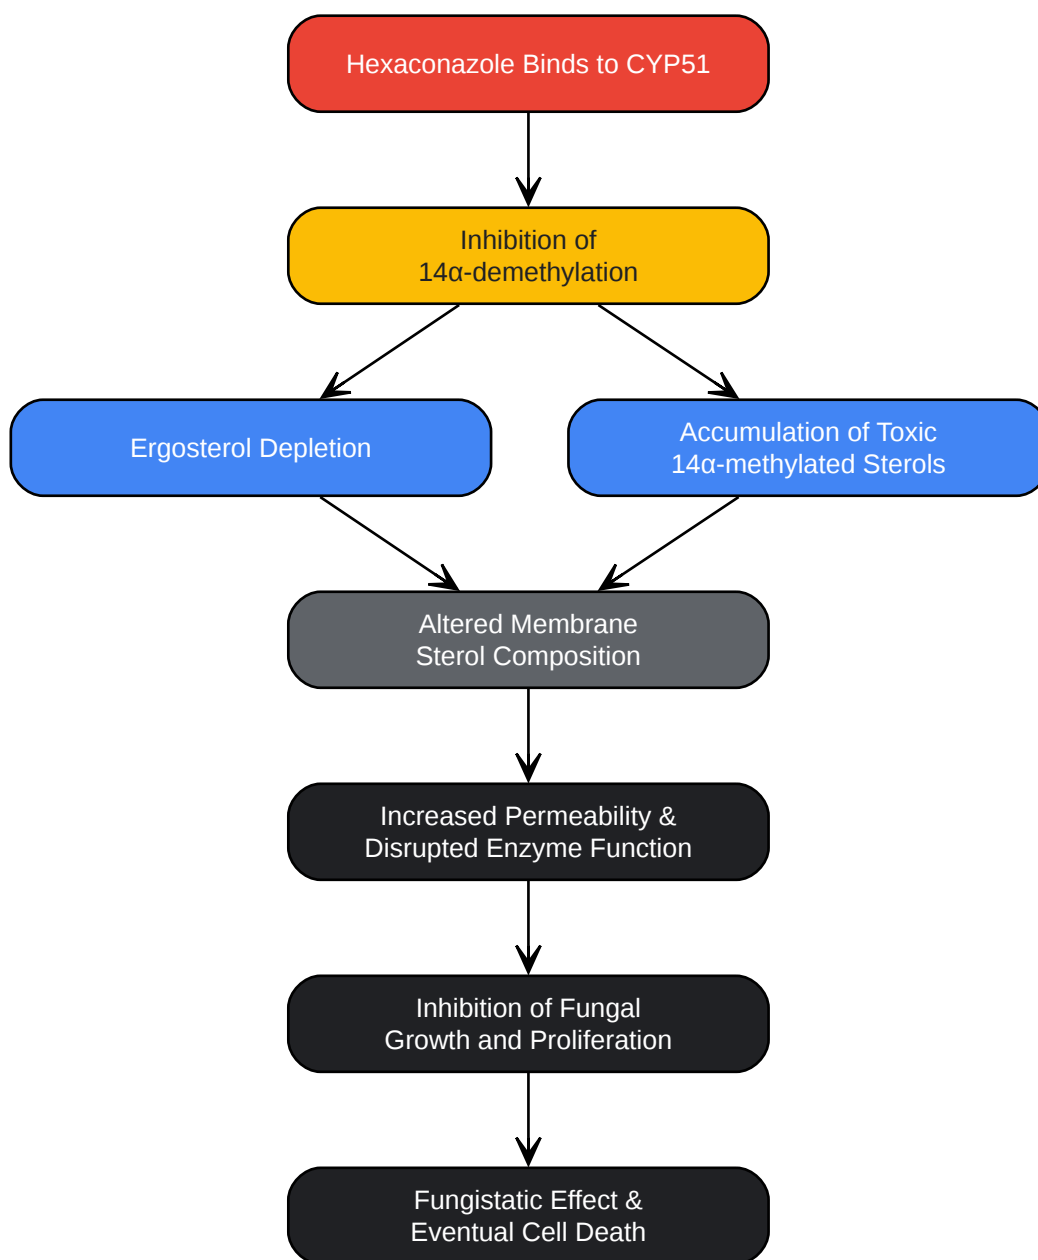 Hexaconazole Binds to CYP51
Inhibition of
14α-demethylation
Ergosterol Depletion
Accumulation of Toxic
14α-methylated Sterols
Altered Membrane
Sterol Composition
Increased Permeability &
Disrupted Enzyme Function
Inhibition of Fungal
Growth and Proliferation
Fungistatic Effect &
Eventual Cell Death